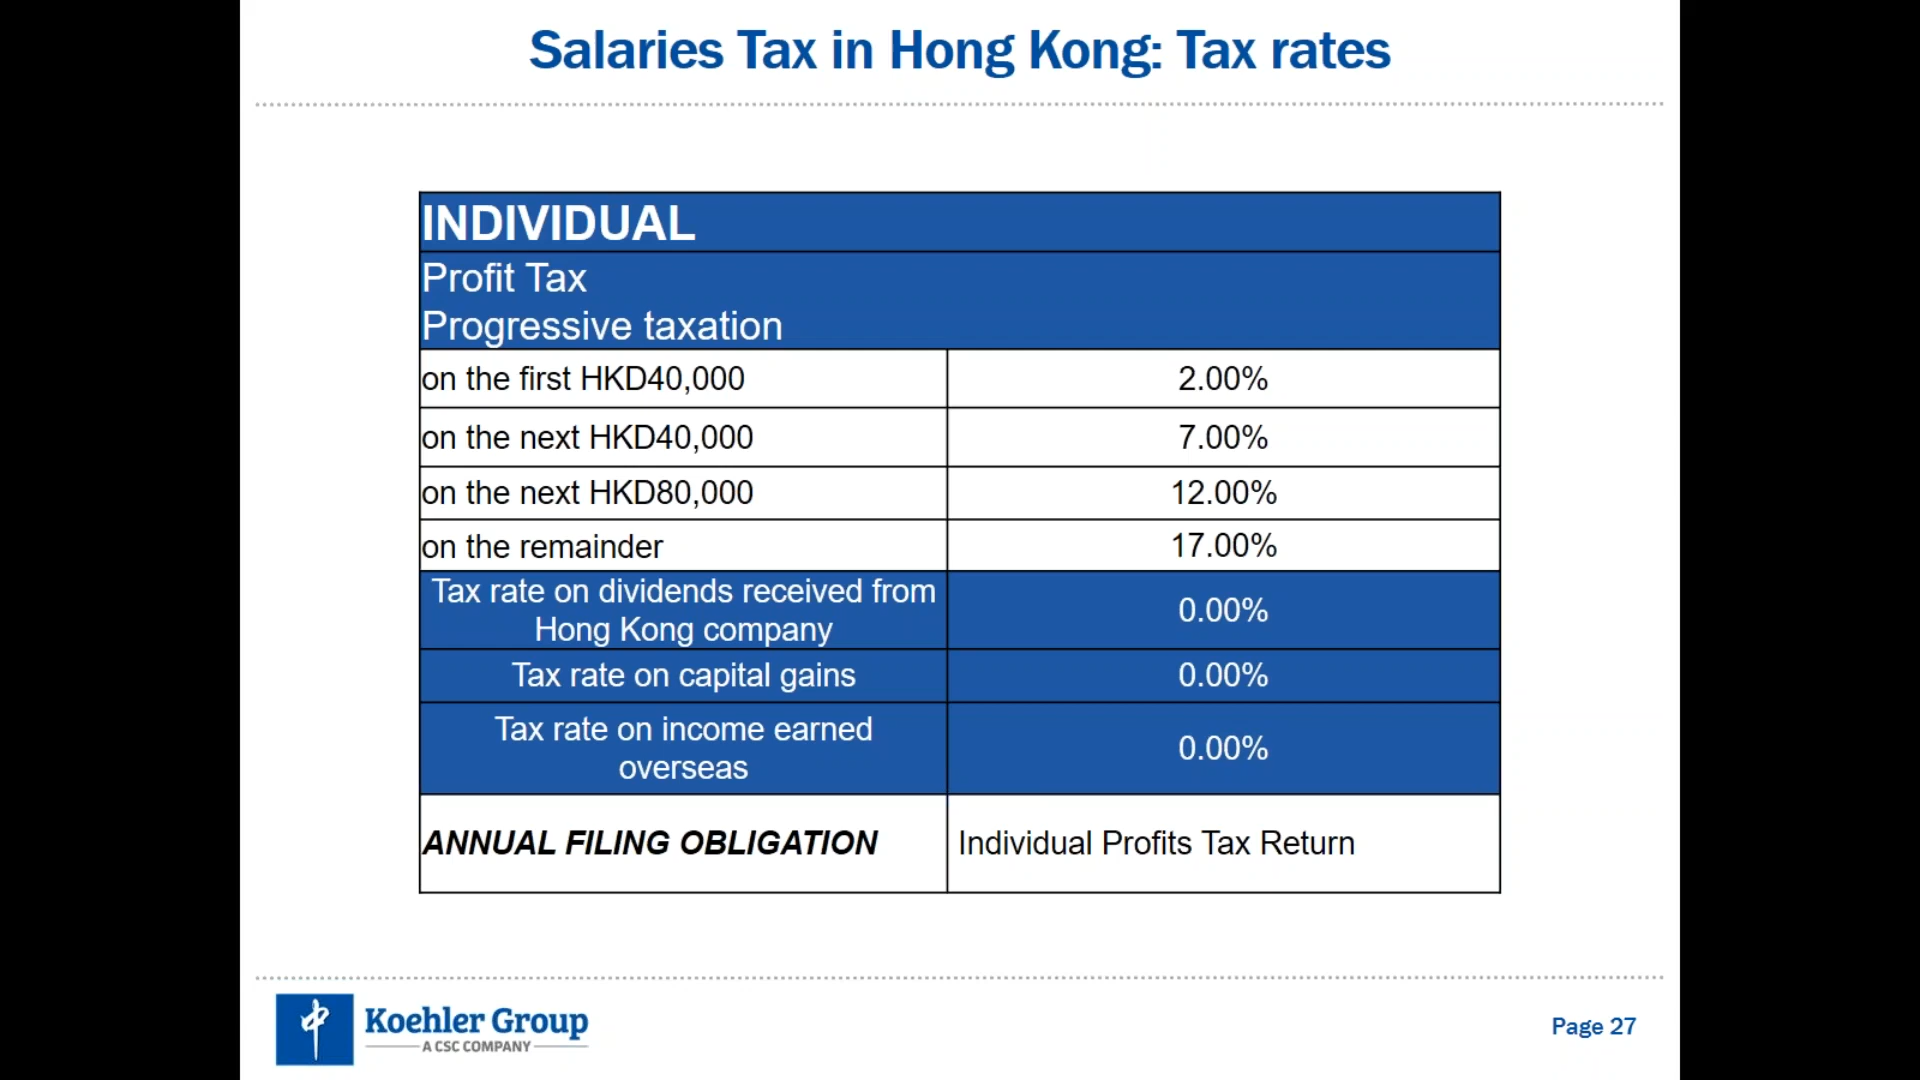 Salaries Tax in Hong Kong: Tax rates
INDIVIDUAL
Profit Tax
Progressive taxation
on the first HKD40,000 2.00%
on the next HKD40,000 7.00%
on the next HKD80,000 12.00%
on the remainder 17.00%
Tax rate on dividends received from
Hong Kong company 0.00%
Tax rate on capital gains 0.00%
Tax rate on income earned
overseas 0.00%
ANNUAL FILING OBLIGATION Individual Profits Tax Return
Koehler Group
A CSC COMPANY
Page 27